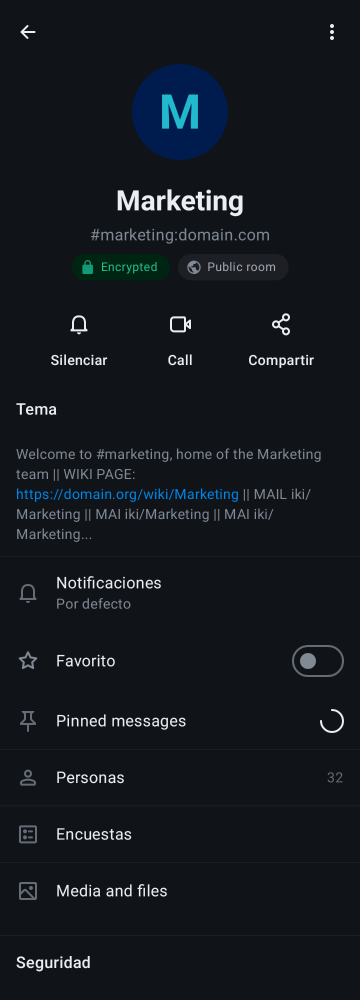 M
Marketing
#marketing:domain.com
Encrypted
Public room
Silenciar
Call
Compartir
Tema
Welcome to #marketing, home of the Marketing
team || WIKI PAGE:
https://domain.org/wiki/Marketing || MAIL iki/
Marketing || MAI iki/Marketing || MAI iki/
Marketing...
Notificaciones
Por defecto
Favorito
Pinned messages
Personas 32
Encuestas
Media and files
Seguridad